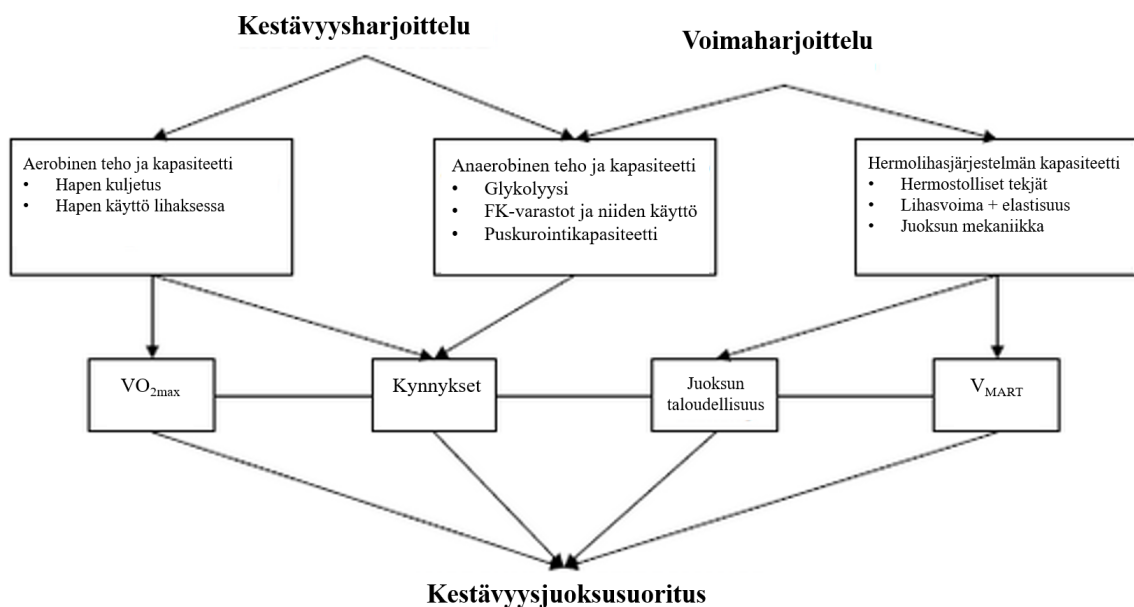 Kestävyysharjoittelu
Voimaharjoittelu
Aerobinen teho ja kapasiteetti
• Hapen kuljetus
• Hapen käyttö lihaksessa
Anaerobinen teho ja kapasiteetti
• Glykolyysi
• FK-varastot ja niiden käyttö
• Puskurointikapasiteetti
Hermolihasjärjestelmän kapasiteetti
• Hermostolliset tekjät
• Lihasvoima + elastisuus
• Juoksun mekaniikka
VO2max
Kynnykset
Juoksun
taloudellisuus
VMART
Kestävyysjuoksusuoritus